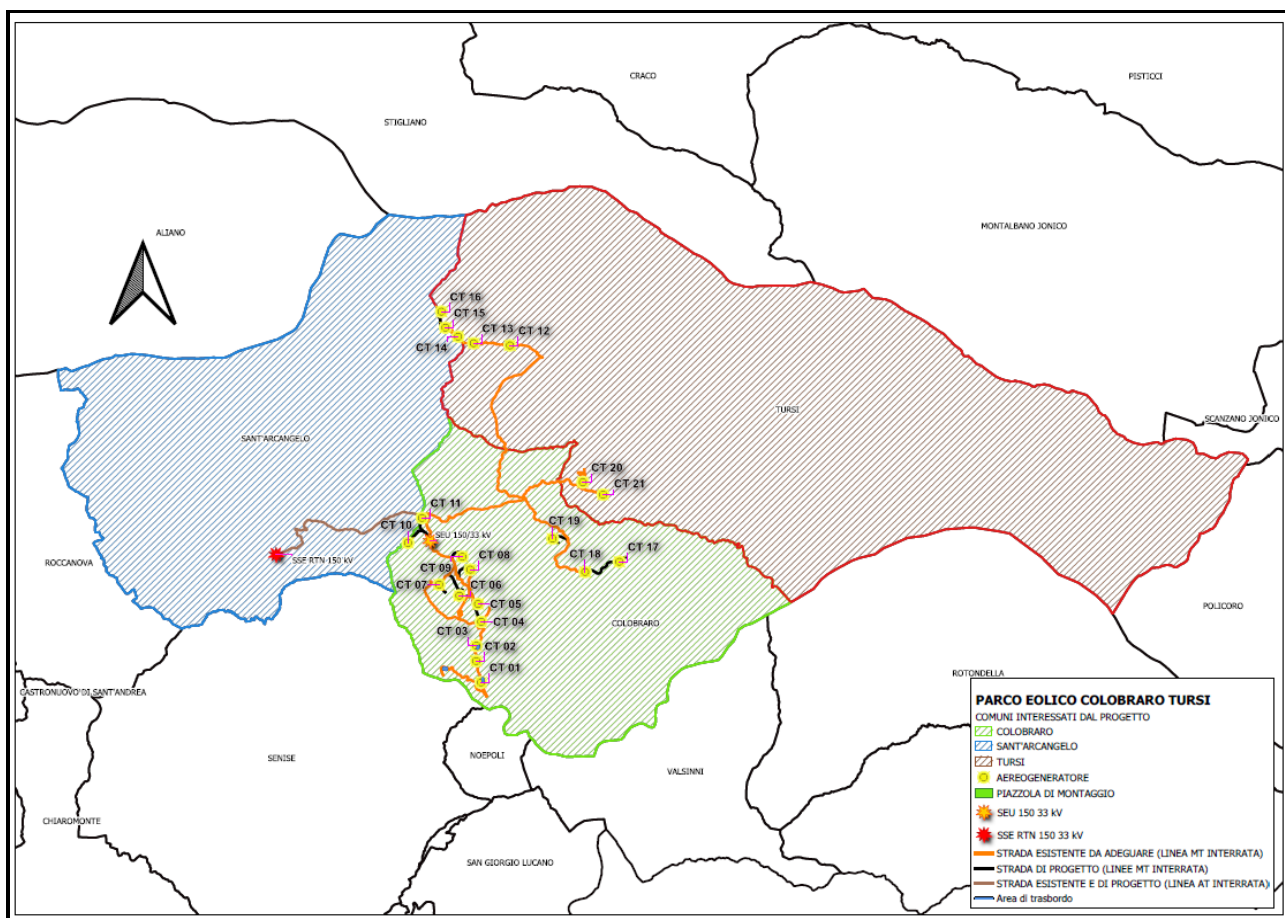 CRACO
PISTICCI
STIGLIANO
ALIANO
MONTALBANO JONICO
CT 16
CT 15
CT 13
CT 12
CT 14
TURSI
SCANZANO JONICO
SANT'ARCANGELO
CT 20
CT 21
CT 11
CT 10
CT 19
SEU 150/33 kV
SSE RTN 150 kV
CT 08
CT 17
CT 18
ROCCANOVA
CT 09
CT 07
CT 06
CT 05
POLICORO
CT 04
COLOBRARO
CT 03
CT 02
CT 01
ROTONDELLA
CASTRONUOVO DI SANT'ANDREA
SENISE
NOEPOLI
VALSINNI
CHIAROMONTE
SAN GIORGIO LUCANO
PARCO EOLICO COLOBRARO TURSI
COMUNI INTERESSATI DAL PROGETTO
COLOBRARO
SANT'ARCANGELO
TURSI
AEREOGENERATORE
PIAZZOLA DI MONTAGGIO
SEU 150 33 kV
SSE RTN 150 33 kV
STRADA ESISTENTE DA ADEGUARE (LINEA MT INTERRATA)
STRADA DI PROGETTO (LINEE MT INTERRATA)
STRADA ESISTENTE E DI PROGETTO (LINEA AT INTERRATA)
Area di trasbordo